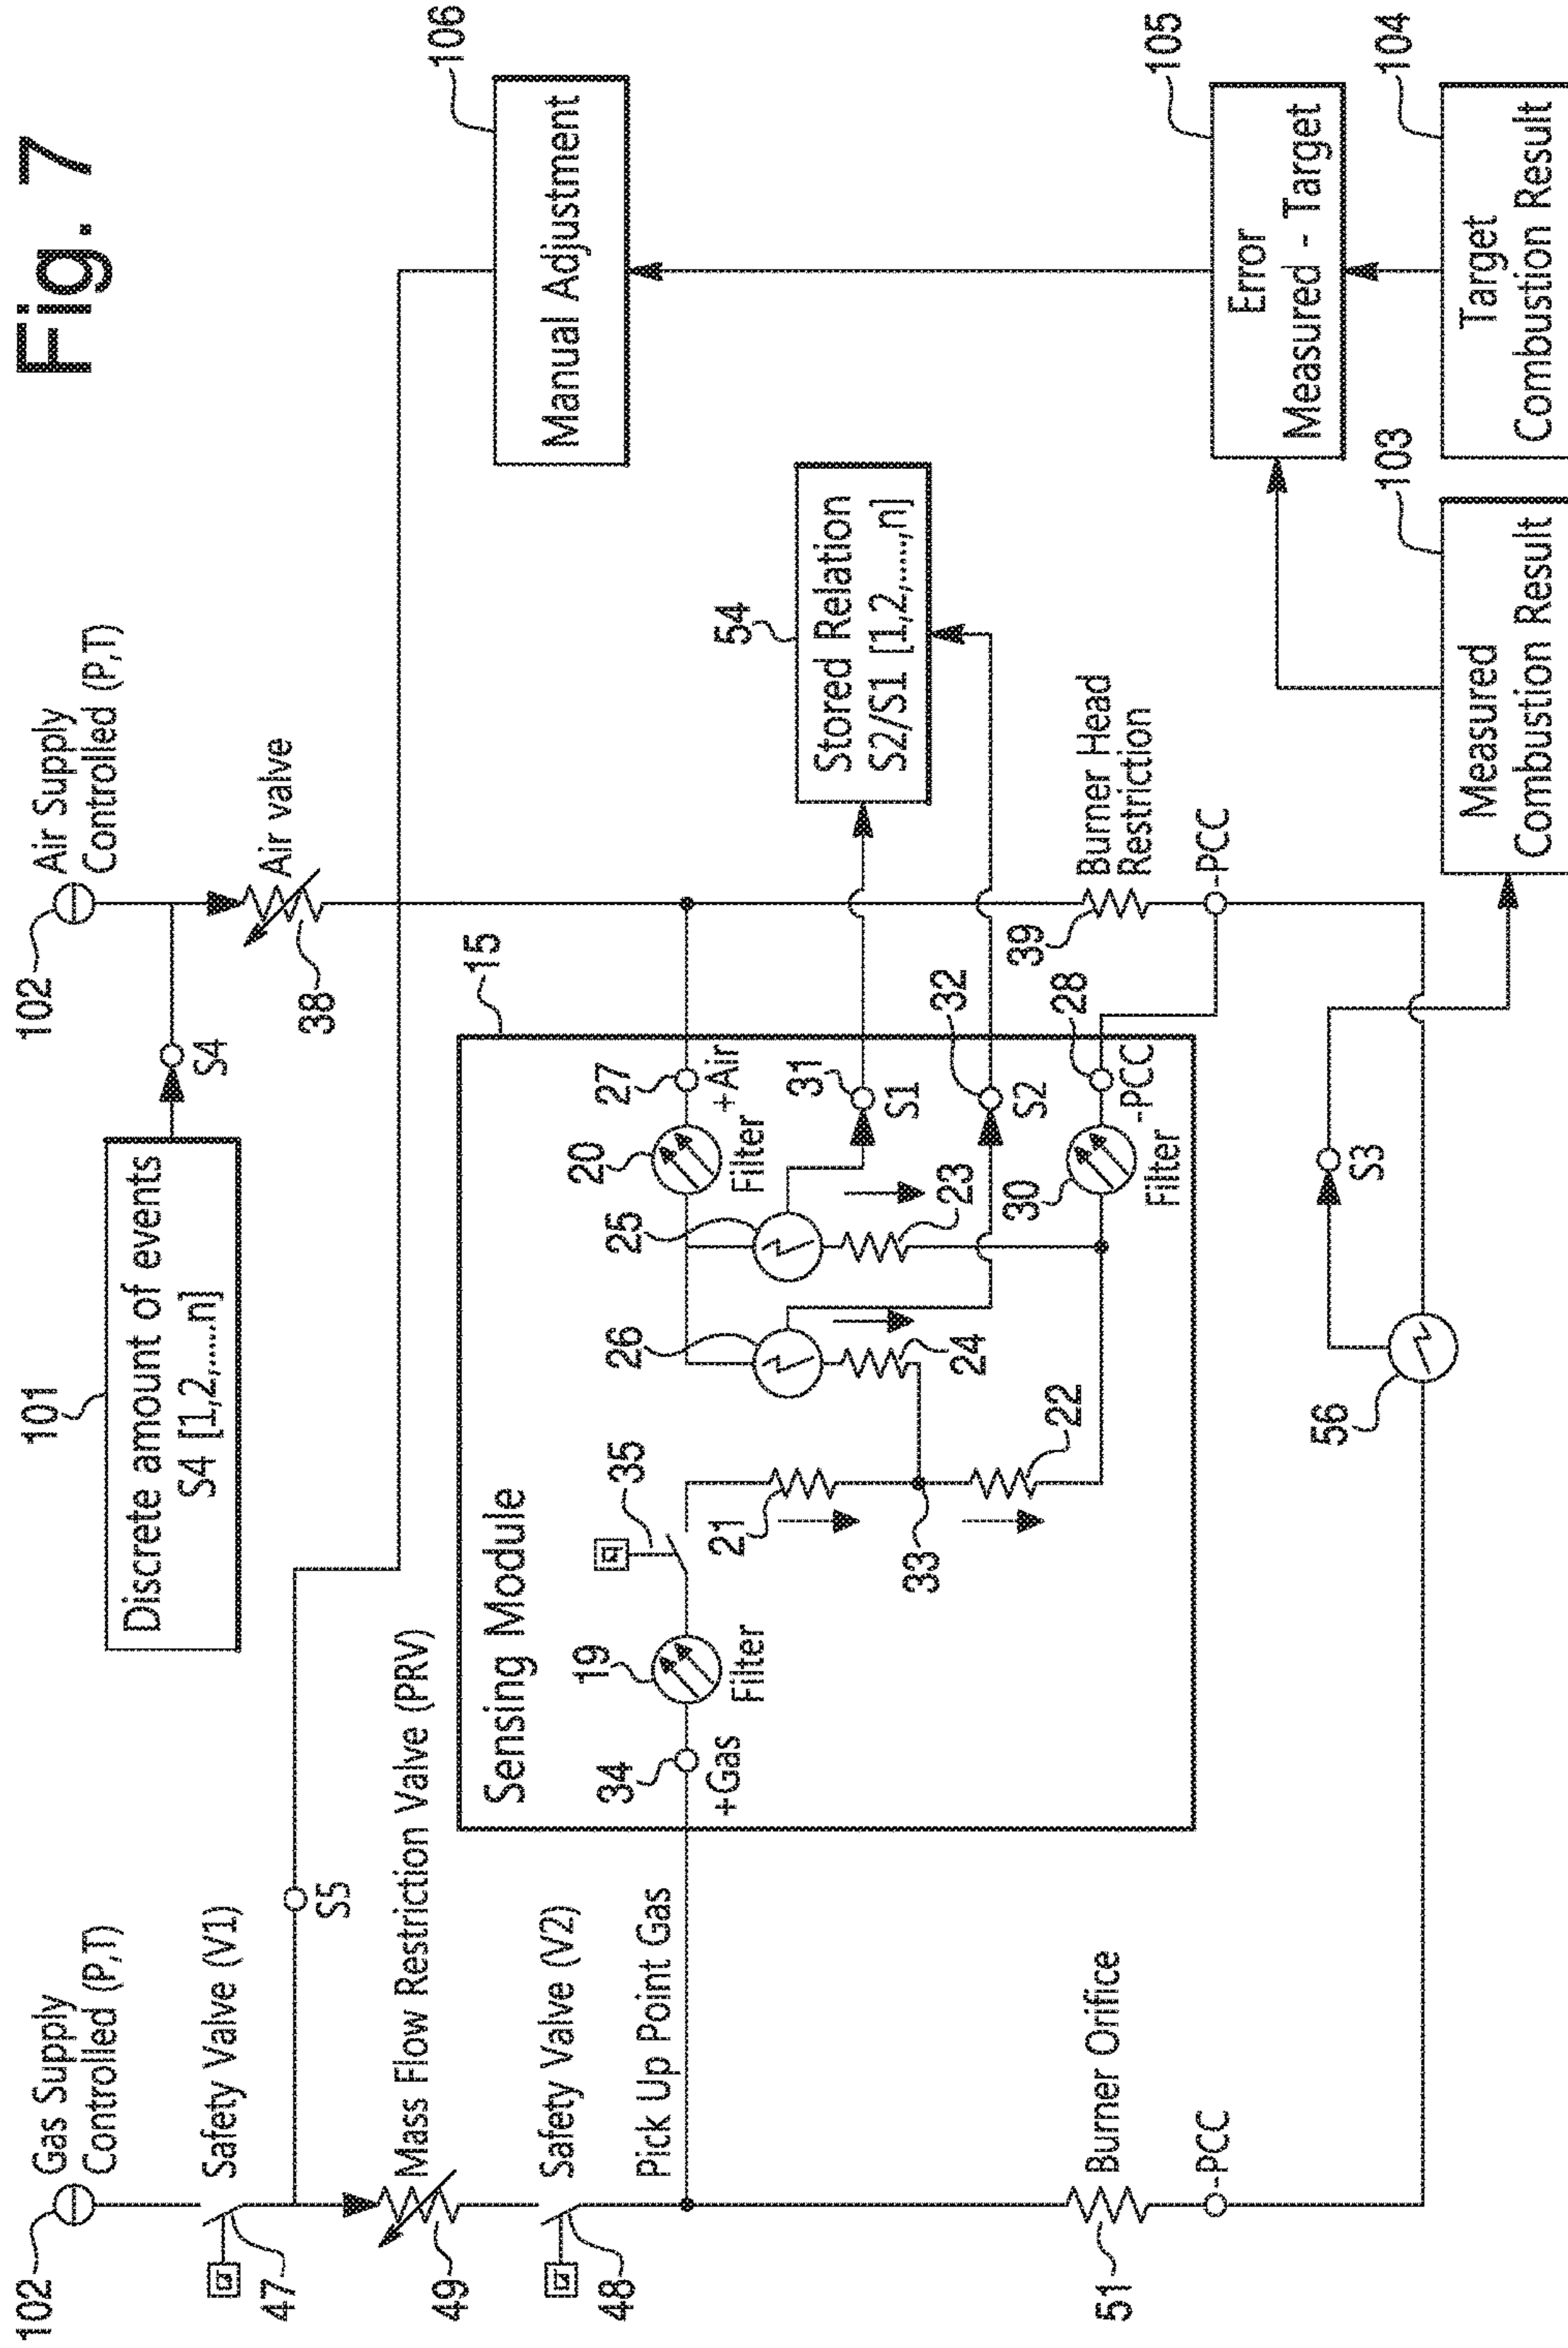 Fig. 7
102
Gas Supply
Controlled (P,T)
Safety Valve (V1)
47
S5
Mass Flow Restriction Valve (PRV)
49
Safety Valve (V2)
48
Pick Up Point Gas
Burner Orifice
51
-PCC
101
Discrete amount of events
S4 [1,2,.....n]
S4
102
Air Supply
Controlled (P,T)
Air valve
38
15
Sensing Module
34
+Gas
19
Filter
35
21
33
22
26
24
25
23
20
Filter
27
+Air
31
S1
32
S2
30
Filter
28
-PCC
39
Burner Head
Restriction
-PCC
56
S3
54
Stored Relation
S2/S1 [1,2,.....,n]
106
Manual Adjustment
105
Error
Measured - Target
103
Measured
Combustion Result
104
Target
Combustion Result